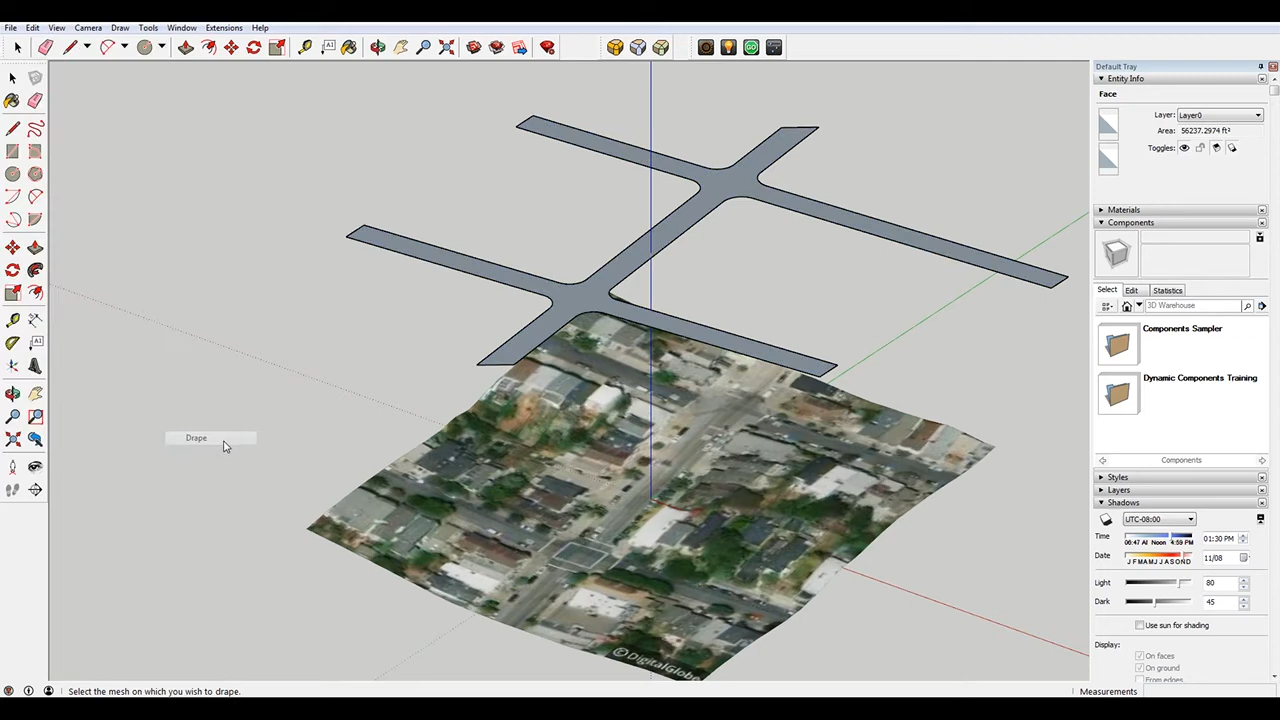 File Edit View Camera Draw Tools Window Extensions Help
Default Tray
Entity Info
Face
Layer: Layer0
Area: 56237.2974 ft²
Toggles:
Materials
Components
Select Edit Statistics
3D Warehouse
Components Sampler
Dynamic Components Training
Components
Styles
Layers
Shadows
UTC-08:00
Time 06:47 AM Noon 4:59 PM 01:30 PM
Date J F M A M J J A S O N D 11/08
Light 80
Dark 45
Use sun for shading
Display:
On faces
On ground
From edges
Drape
©DigitalGlobe
Select the mesh on which you wish to drape.
Measurements